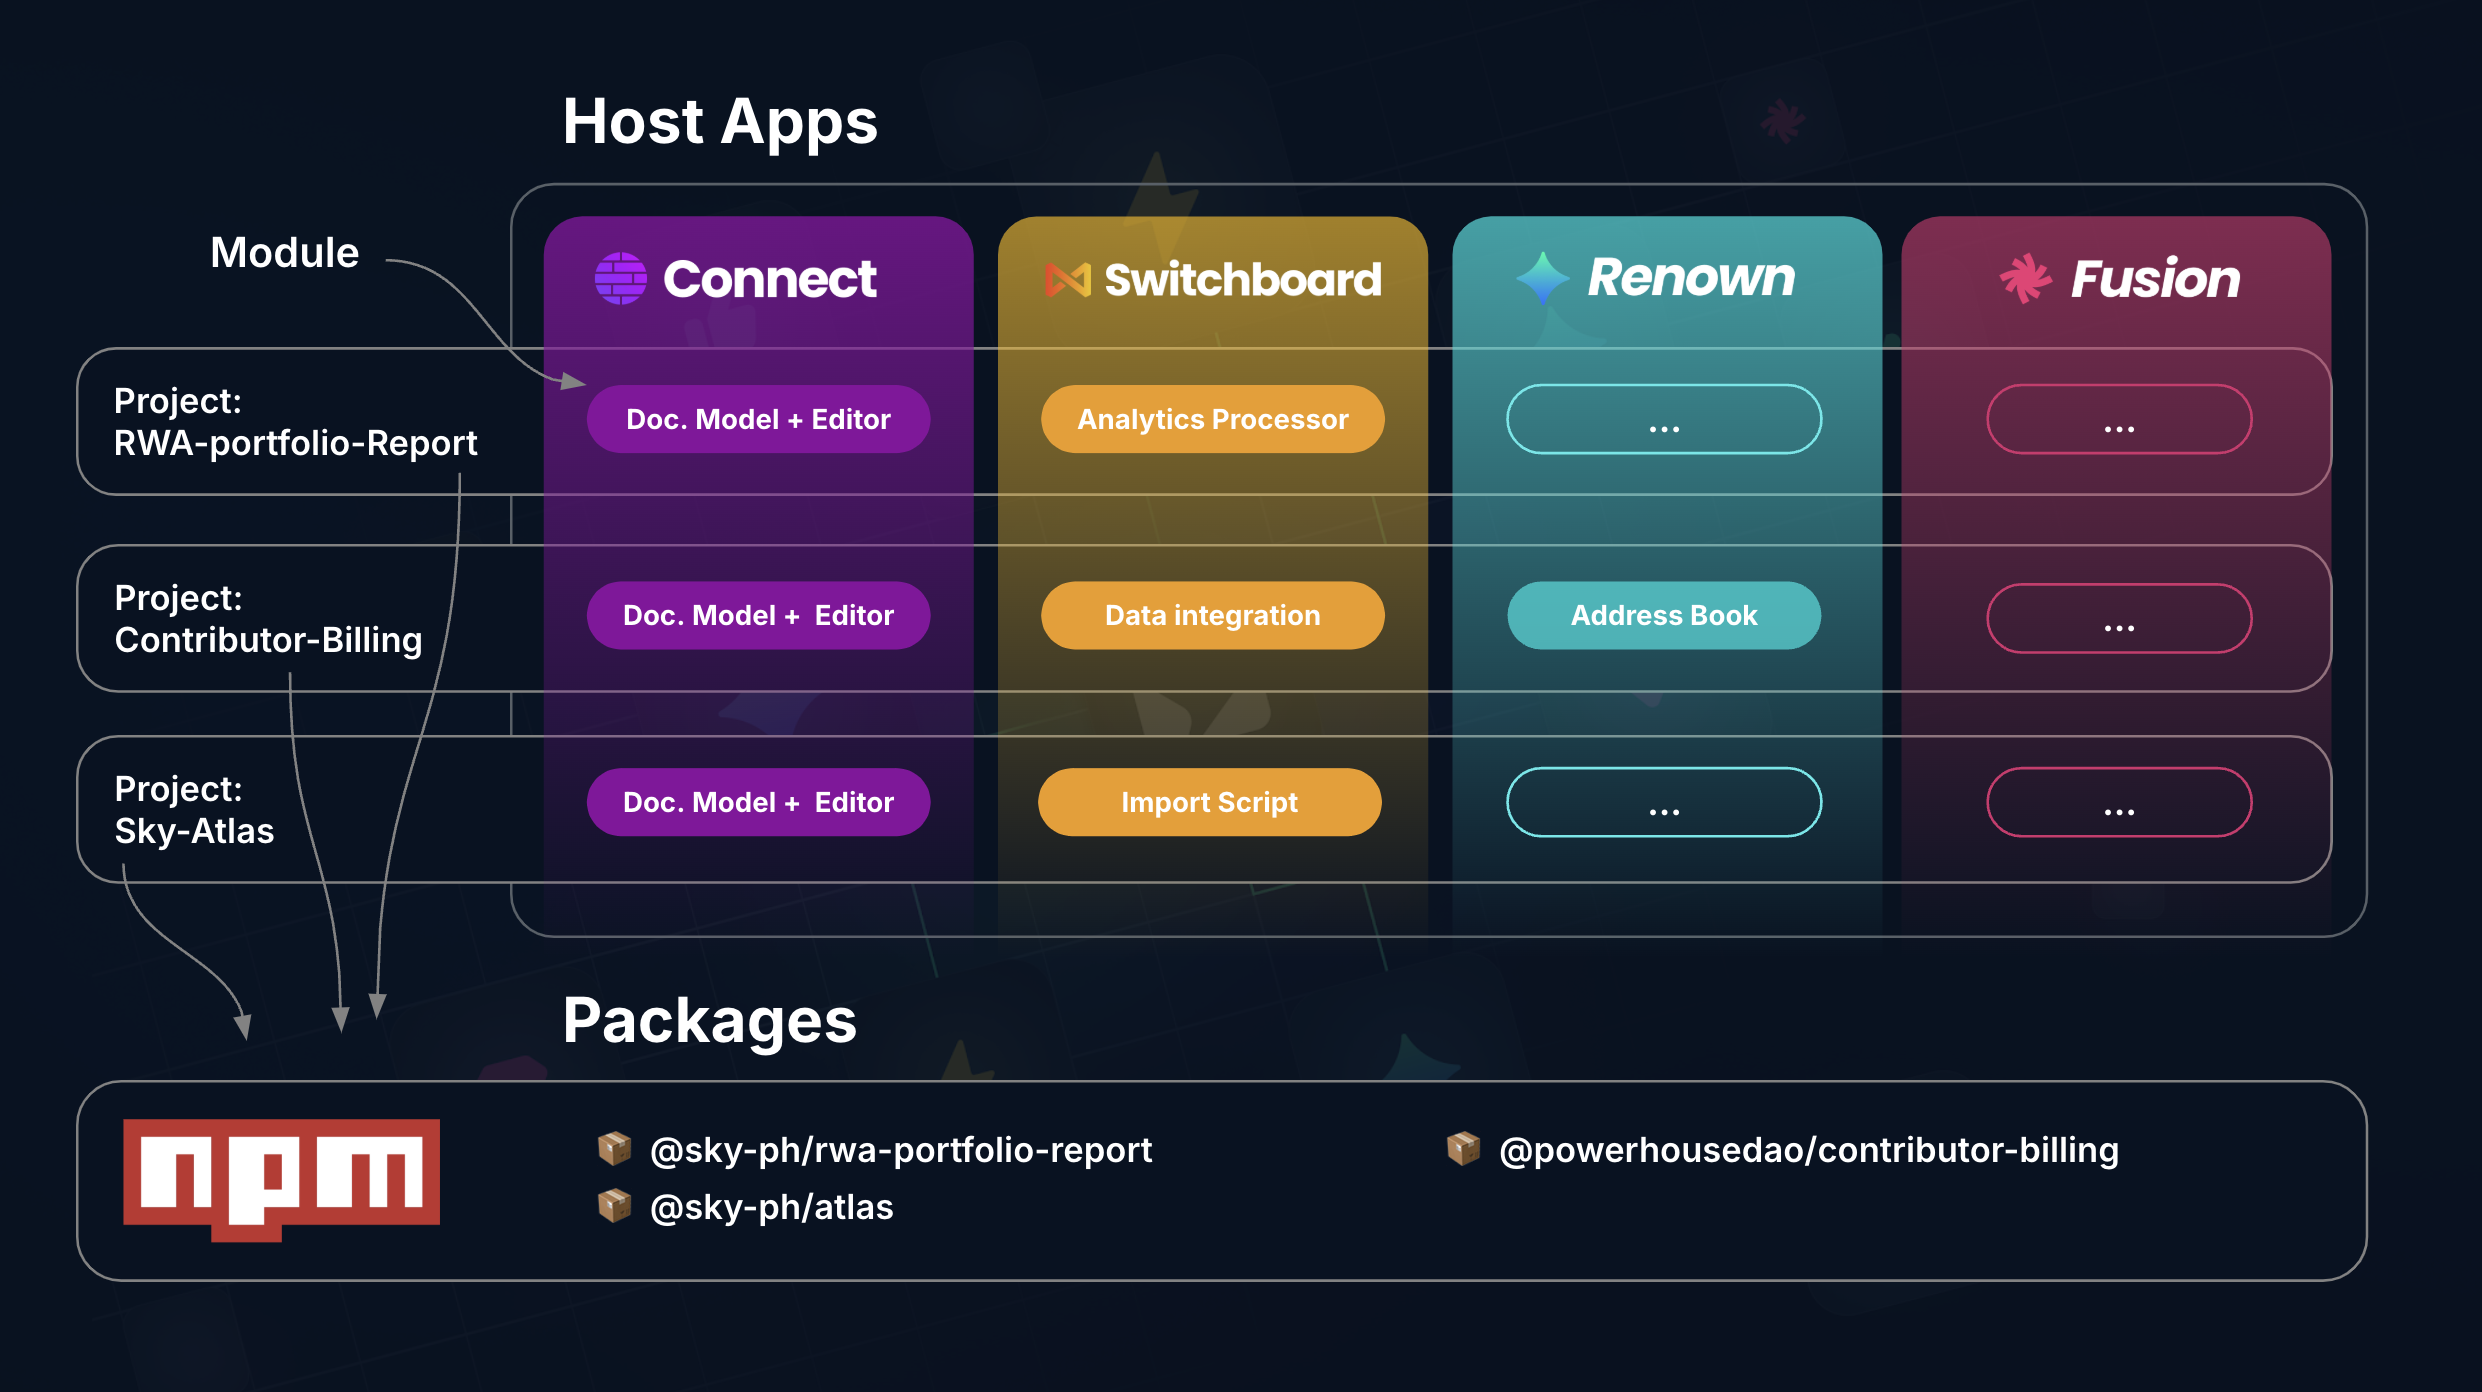 Host Apps
Module
Connect
Switchboard
Renown
Fusion
Project:
RWA-portfolio-Report
Doc. Model + Editor
Analytics Processor
...
...
Project:
Contributor-Billing
Doc. Model + Editor
Data integration
Address Book
...
Project:
Sky-Atlas
Doc. Model + Editor
Import Script
...
...
Packages
npm
@sky-ph/rwa-portfolio-report
@powerhousedao/contributor-billing
@sky-ph/atlas